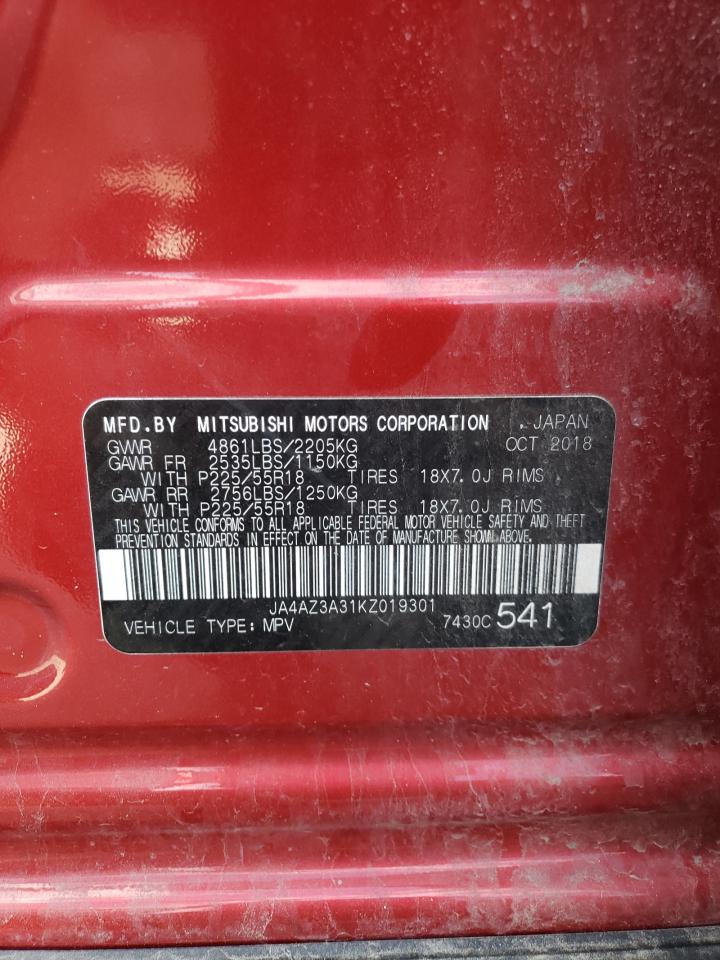 MFD.BY MITSUBISHI MOTORS CORPORATION , JAPAN
GVWR 4861LBS/2205KG OCT 2018
GAWR FR 2535LBS/1150KG
WITH P225/55R18 TIRES 18X7.0J RIMS
GAWR RR 2756LBS/1250KG
WITH P225/55R18 TIRES 18X7.0J RIMS
THIS VEHICLE CONFORMS TO ALL APPLICABLE FEDERAL MOTOR VEHICLE SAFETY AND THEFT
PREVENTION STANDARDS IN EFFECT ON THE DATE OF MANUFACTURE SHOWN ABOVE.
JA4AZ3A31KZ019301
VEHICLE TYPE: MPV 7430C 541